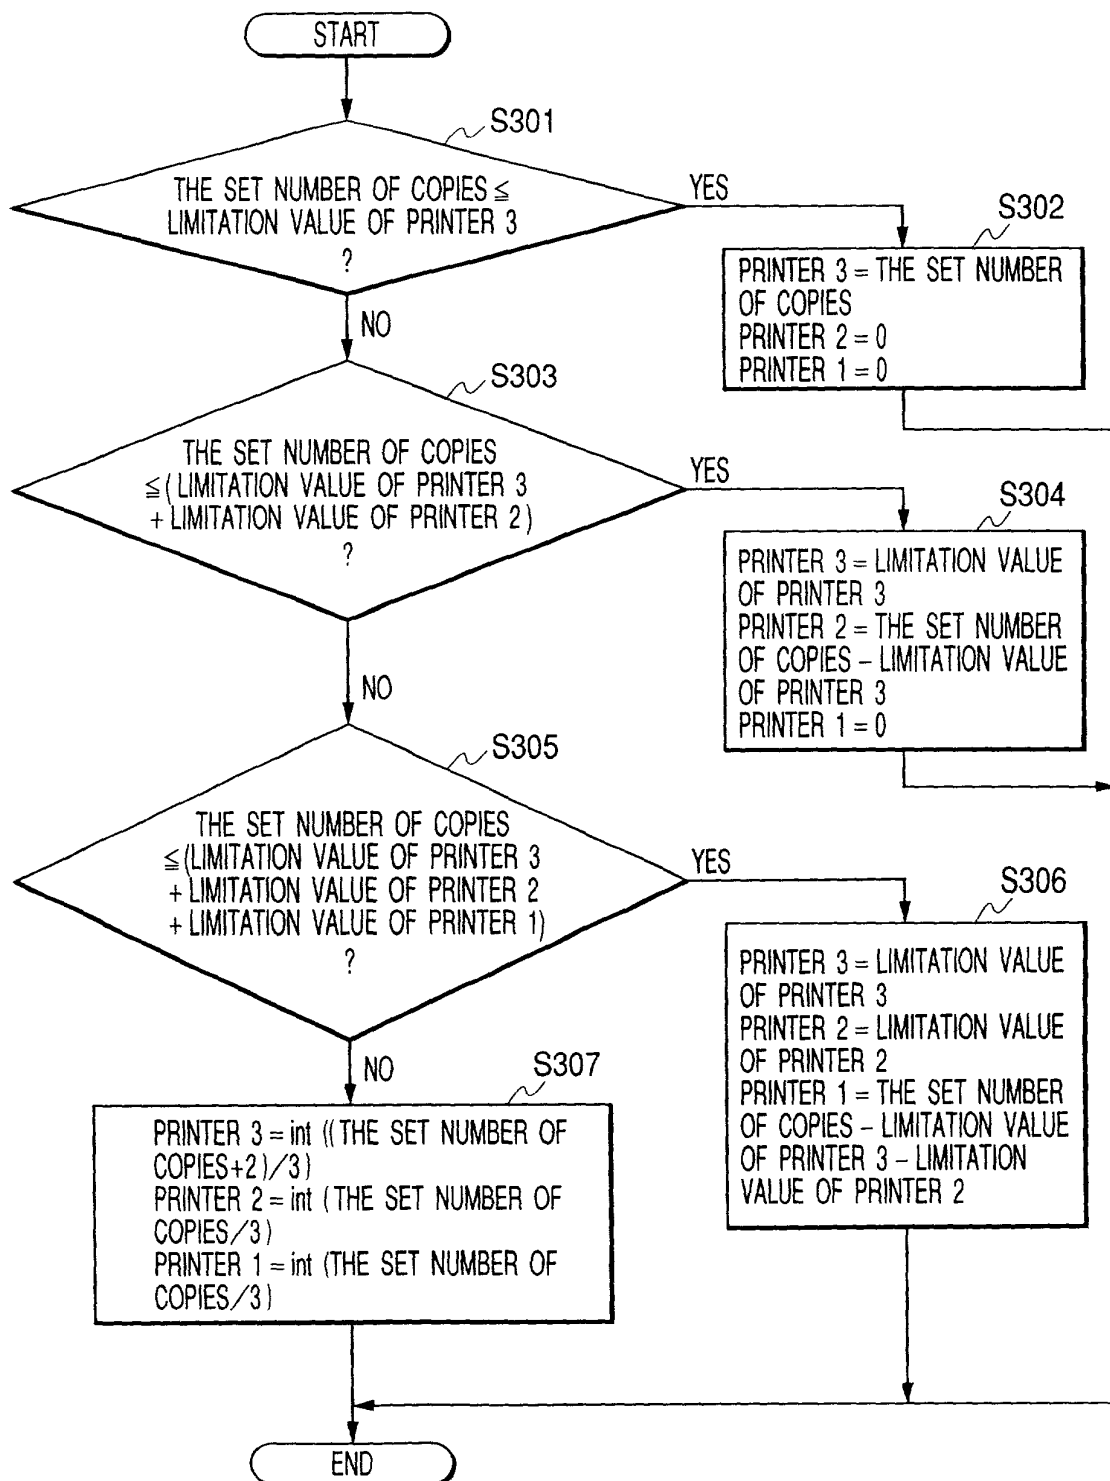 START
S301
THE SET NUMBER OF COPIES ≦
LIMITATION VALUE OF PRINTER 3
?
YES
S302
PRINTER 3 = THE SET NUMBER
OF COPIES
PRINTER 2 = 0
PRINTER 1 = 0
NO
S303
THE SET NUMBER OF COPIES
≦ (LIMITATION VALUE OF PRINTER 3
+ LIMITATION VALUE OF PRINTER 2)
?
YES
S304
PRINTER 3 = LIMITATION VALUE
OF PRINTER 3
PRINTER 2 = THE SET NUMBER
OF COPIES – LIMITATION VALUE
OF PRINTER 3
PRINTER 1 = 0
NO
S305
THE SET NUMBER OF COPIES
≦ (LIMITATION VALUE OF PRINTER 3
+ LIMITATION VALUE OF PRINTER 2
+ LIMITATION VALUE OF PRINTER 1)
?
YES
S306
PRINTER 3 = LIMITATION VALUE
OF PRINTER 3
PRINTER 2 = LIMITATION VALUE
OF PRINTER 2
PRINTER 1 = THE SET NUMBER
OF COPIES – LIMITATION VALUE
OF PRINTER 3 – LIMITATION
VALUE OF PRINTER 2
NO
S307
PRINTER 3 = int ((THE SET NUMBER OF
COPIES+2)/3)
PRINTER 2 = int (THE SET NUMBER OF
COPIES/3)
PRINTER 1 = int (THE SET NUMBER OF
COPIES/3)
END